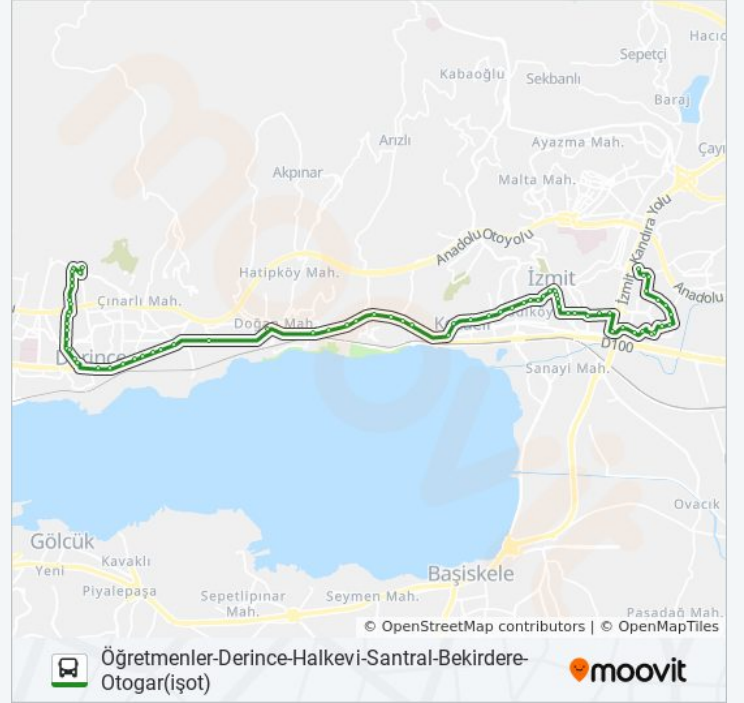 Hacıc
Sepetçi
Kabaoğlu
Sekbanlı
Baraj
Arızlı
Ayazma Mah.
Çayı
Akpınar
Malta Mah.
İzmit - Kandıra Yolu
Anadolu Otoyolu
Hatipköy Mah.
İzmit
Anadolu
Çınarlı Mah.
Doğan Mah.
Derince
D100
Sanayi Mah.
Ovacık
Gölcük
Kavaklı
Yeni
Piyalepaşa
Başiskele
Sepetlipınar
Mah.
Seymen Mah.
Pasadağ Mah.
© OpenStreetMap contributors | © OpenMapTiles
Öğretmenler-Derince-Halkevi-Santral-Bekirdere-
Otogar(işot)
moovit